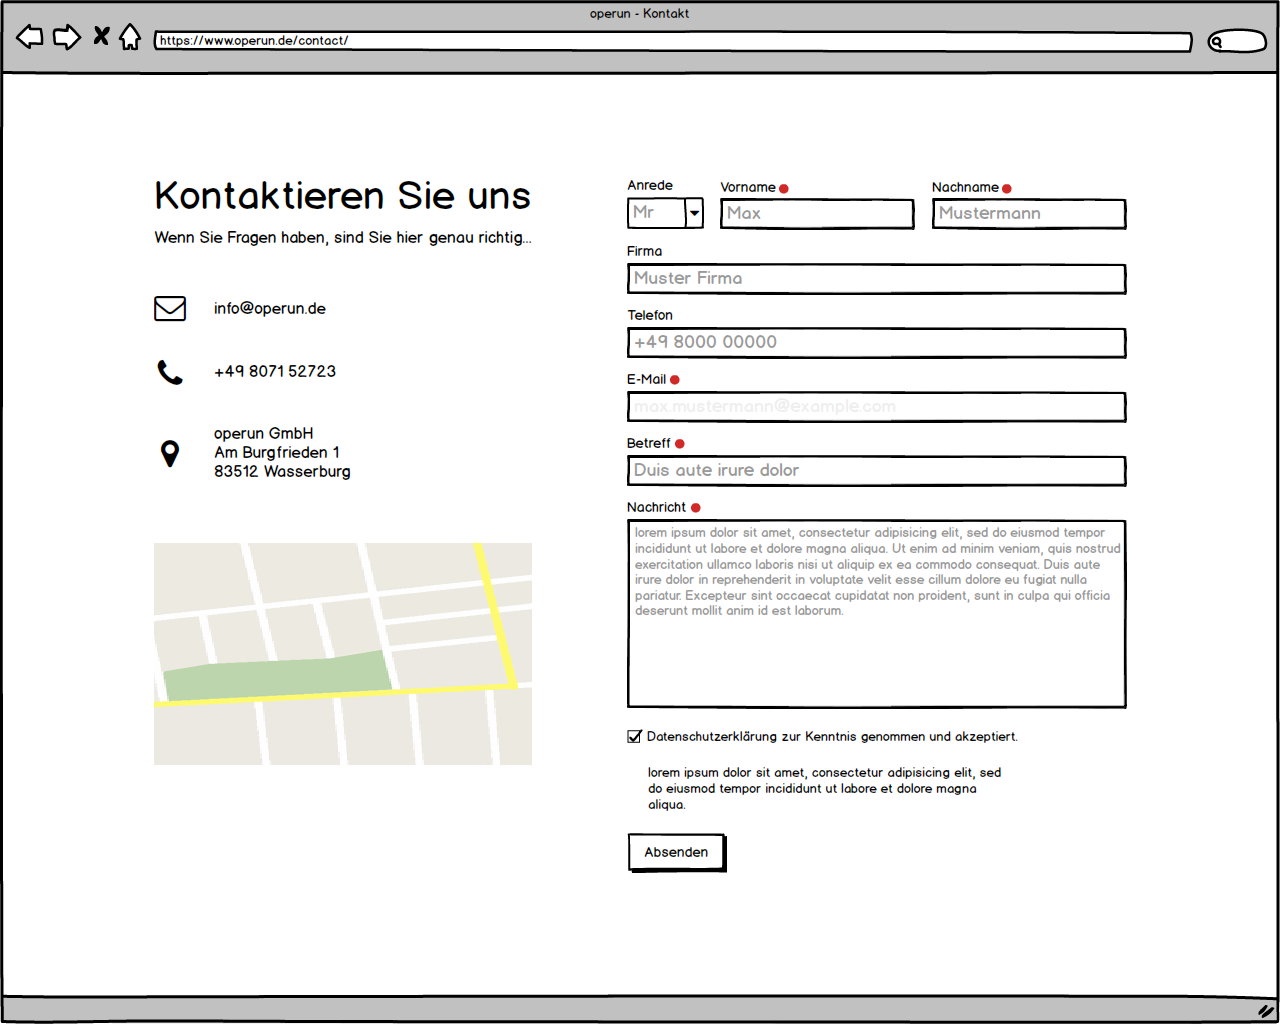 operun - Kontakt
https://www.operun.de/contact/
Kontaktieren Sie uns
Wenn Sie Fragen haben, sind Sie hier genau richtig...
info@operun.de
+49 8071 52723
operun GmbH
Am Burgfrieden 1
83512 Wasserburg
Anrede Vorname Nachname
Mr Max Mustermann
Firma
Muster Firma
Telefon
+49 8000 00000
E-Mail
max.mustermann@example.com
Betreff
Duis aute irure dolor
Nachricht
lorem ipsum dolor sit amet, consectetur adipisicing elit, sed do eiusmod tempor
incididunt ut labore et dolore magna aliqua. Ut enim ad minim veniam, quis nostrud
exercitation ullamco laboris nisi ut aliquip ex ea commodo consequat. Duis aute
irure dolor in reprehenderit in voluptate velit esse cillum dolore eu fugiat nulla
pariatur. Excepteur sint occaecat cupidatat non proident, sunt in culpa qui officia
deserunt mollit anim id est laborum.
Datenschutzerklärung zur Kenntnis genommen und akzeptiert.
lorem ipsum dolor sit amet, consectetur adipisicing elit, sed
do eiusmod tempor incididunt ut labore et dolore magna
aliqua.
Absenden